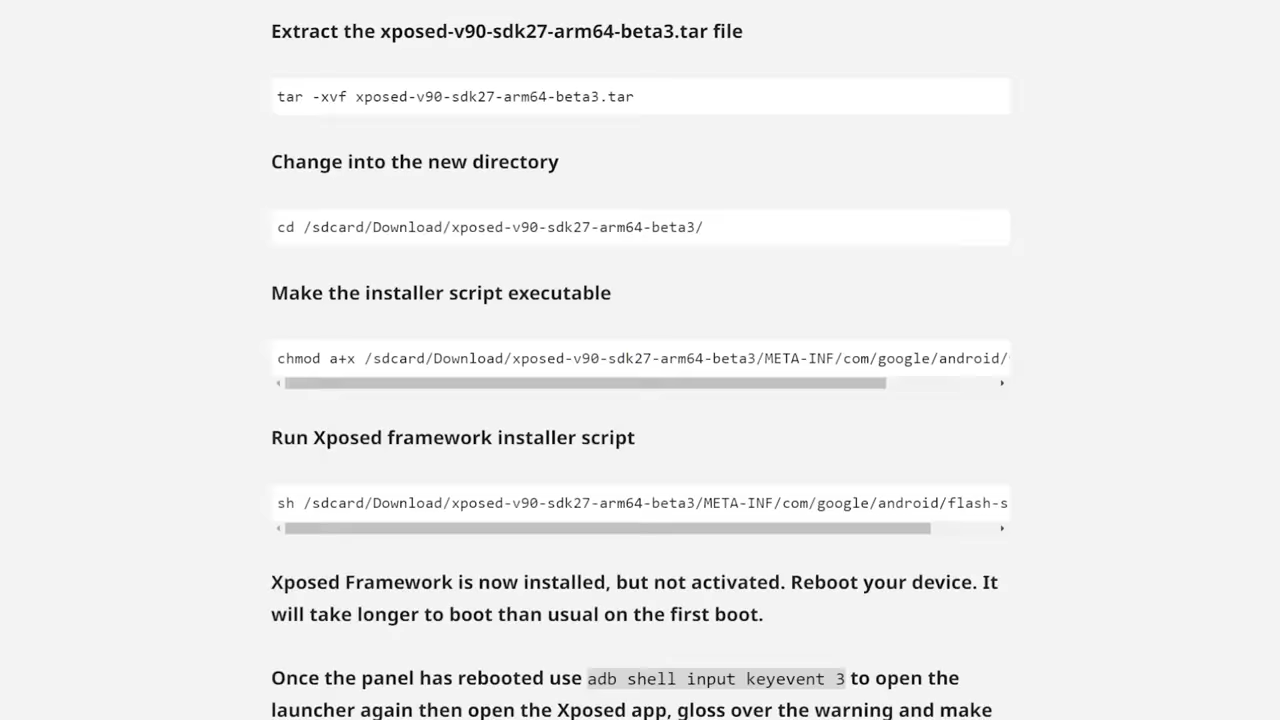 Extract the xposed-v90-sdk27-arm64-beta3.tar file
tar -xvf xposed-v90-sdk27-arm64-beta3.tar
Change into the new directory
cd /sdcard/Download/xposed-v90-sdk27-arm64-beta3/
Make the installer script executable
chmod a+x /sdcard/Download/xposed-v90-sdk27-arm64-beta3/META-INF/com/google/android/
Run Xposed framework installer script
sh /sdcard/Download/xposed-v90-sdk27-arm64-beta3/META-INF/com/google/android/flash-s
Xposed Framework is now installed, but not activated. Reboot your device. It
will take longer to boot than usual on the first boot.
Once the panel has rebooted use adb shell input keyevent 3 to open the
launcher again then open the Xposed app, gloss over the warning and make